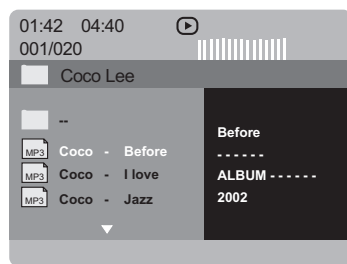 01:42 04:40
001/020
Coco Lee
--
MP3 Coco - Before
MP3 Coco - I love
MP3 Coco - Jazz
Before
- - - - - -
ALBUM - - - - - -
2002